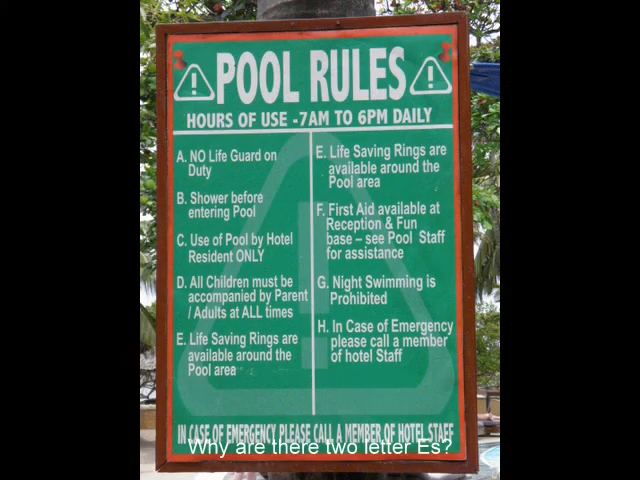 POOL RULES
HOURS OF USE -7AM TO 6PM DAILY
A. NO Life Guard on
Duty
B. Shower before
entering Pool
C. Use of Pool by Hotel
Resident ONLY
D. All Children must be
accompanied by Parent
/ Adults at ALL times
E. Life Saving Rings are
available around the
Pool area
E. Life Saving Rings are
available around the
Pool area
F. First Aid available at
Reception & Fun
base – see Pool Staff
for assistance
G. Night Swimming is
Prohibited
H. In Case of Emergency
please call a member
of hotel Staff
IN CASE OF EMERGENCY PLEASE CALL A MEMBER OF HOTEL STAFF
Why are there two letter Es?